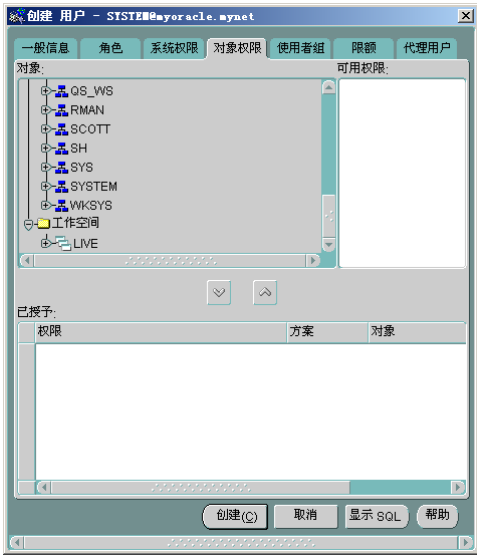 创建 用户 - SYSTEM@myoracle.mynet
一般信息 角色 系统权限 对象权限 使用者组 限额 代理用户
对象: 可用权限:
QS_WS
RMAN
SCOTT
SH
SYS
SYSTEM
WKSYS
工作空间
LIVE
已授予:
权限 方案 对象
创建(C) 取消 显示 SQL 帮助